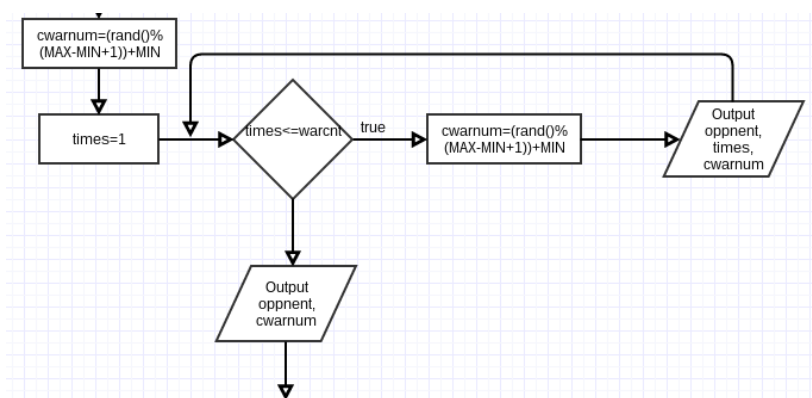 cwarnum=(rand()%
(MAX-MIN+1))+MIN
times=1
times<=warcnt
true
cwarnum=(rand()%
(MAX-MIN+1))+MIN
Output
oppnent,
times,
cwarnum
Output
oppnent,
cwarnum